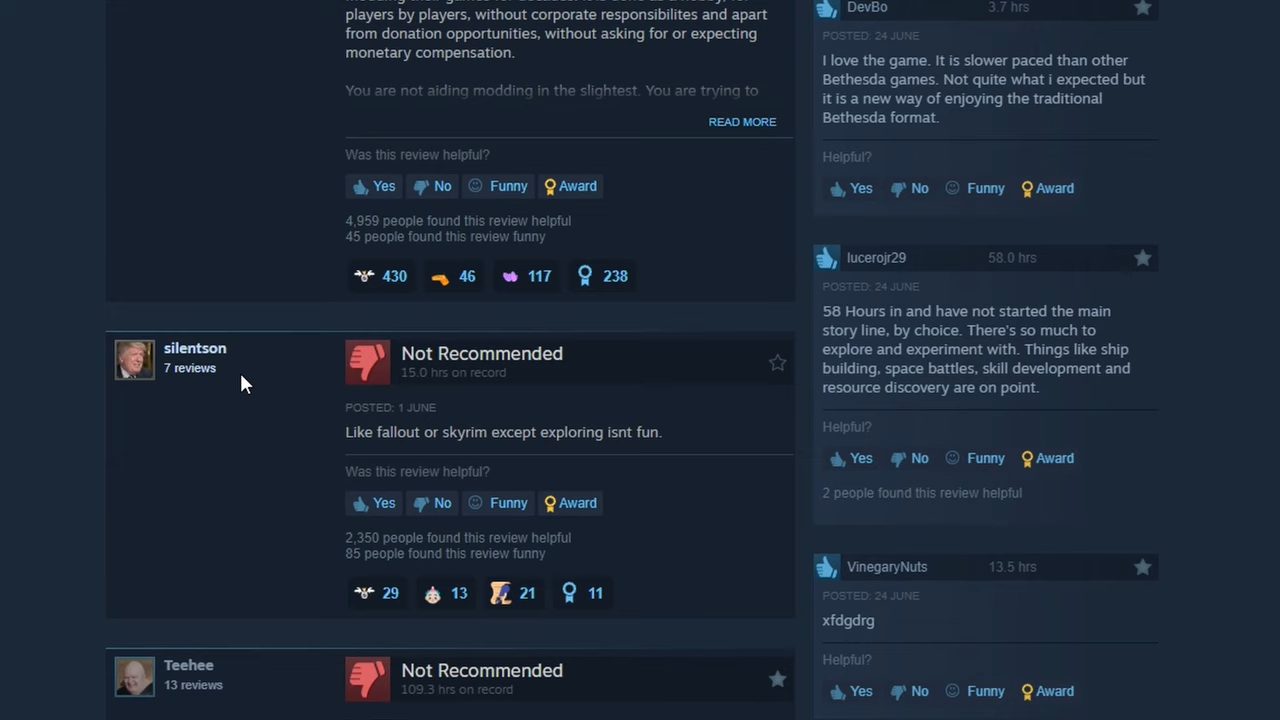 players by players, without corporate responsibilites and apart
from donation opportunities, without asking for or expecting
monetary compensation.
You are not aiding modding in the slightest. You are trying to
READ MORE
Was this review helpful?
Yes No Funny Award
4,959 people found this review helpful
45 people found this review funny
430 46 117 238
silentson
7 reviews
Not Recommended
15.0 hrs on record
POSTED: 1 JUNE
Like fallout or skyrim except exploring isnt fun.
Was this review helpful?
Yes No Funny Award
2,350 people found this review helpful
85 people found this review funny
29 13 21 11
Teehee
13 reviews
Not Recommended
109.3 hrs on record
DevBo 3.7 hrs
POSTED: 24 JUNE
I love the game. It is slower paced than other
Bethesda games. Not quite what i expected but
it is a new way of enjoying the traditional
Bethesda format.
Helpful?
Yes No Funny Award
lucerojr29 58.0 hrs
POSTED: 24 JUNE
58 Hours in and have not started the main
story line, by choice. There's so much to
explore and experiment with. Things like ship
building, space battles, skill development and
resource discovery are on point.
Helpful?
Yes No Funny Award
2 people found this review helpful
VinegaryNuts 13.5 hrs
POSTED: 24 JUNE
xfdgdrg
Helpful?
Yes No Funny Award